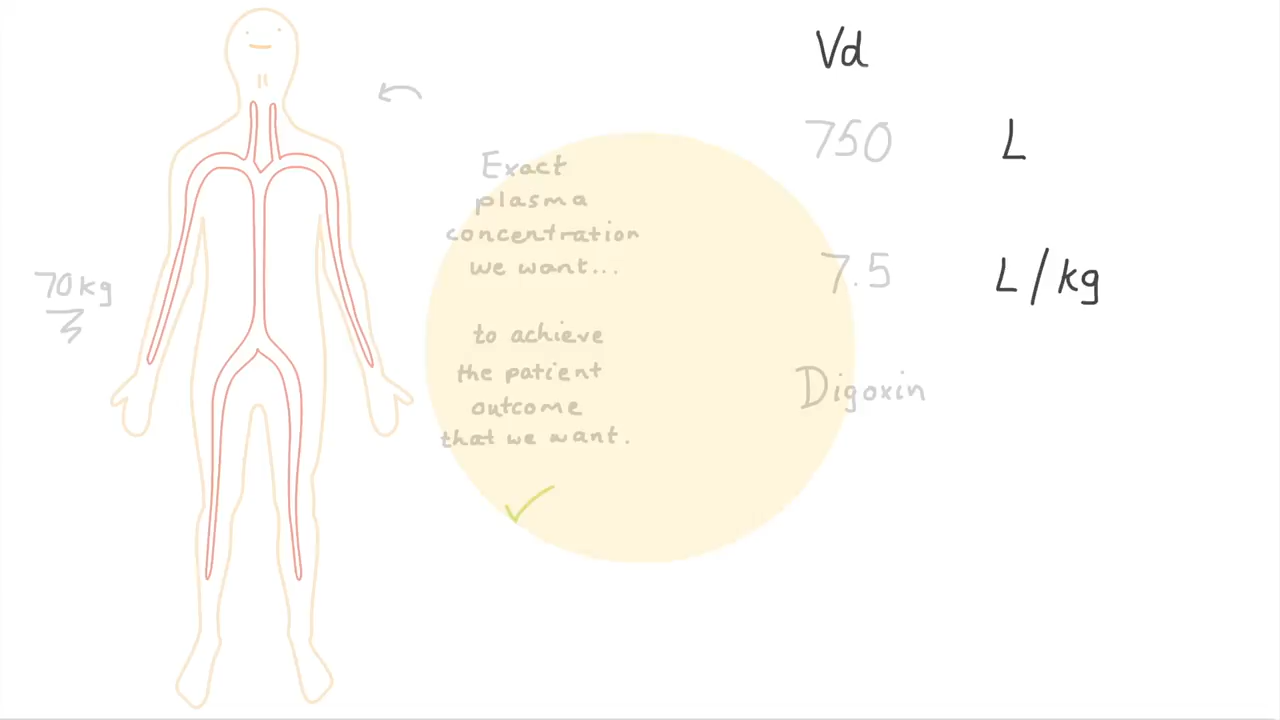 Vd
750 L
Exact
plasma
concentration
we want...
7.5 L/kg
70kg
to achieve
the patient
outcome
that we want.
Digoxin